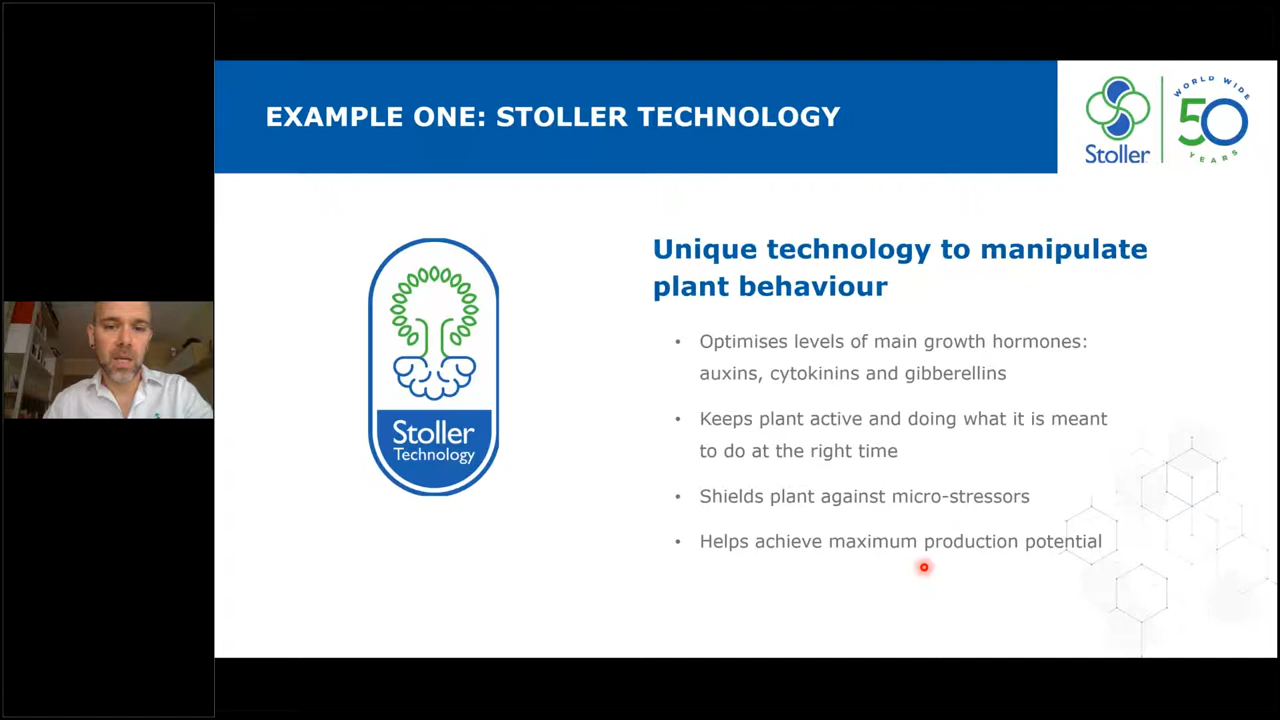 EXAMPLE ONE: STOLLER TECHNOLOGY
Stoller
WORLD WIDE
50
YEARS
Unique technology to manipulate
plant behaviour
• Optimises levels of main growth hormones:
auxins, cytokinins and gibberellins
• Keeps plant active and doing what it is meant
to do at the right time
• Shields plant against micro-stressors
• Helps achieve maximum production potential
Stoller
Technology